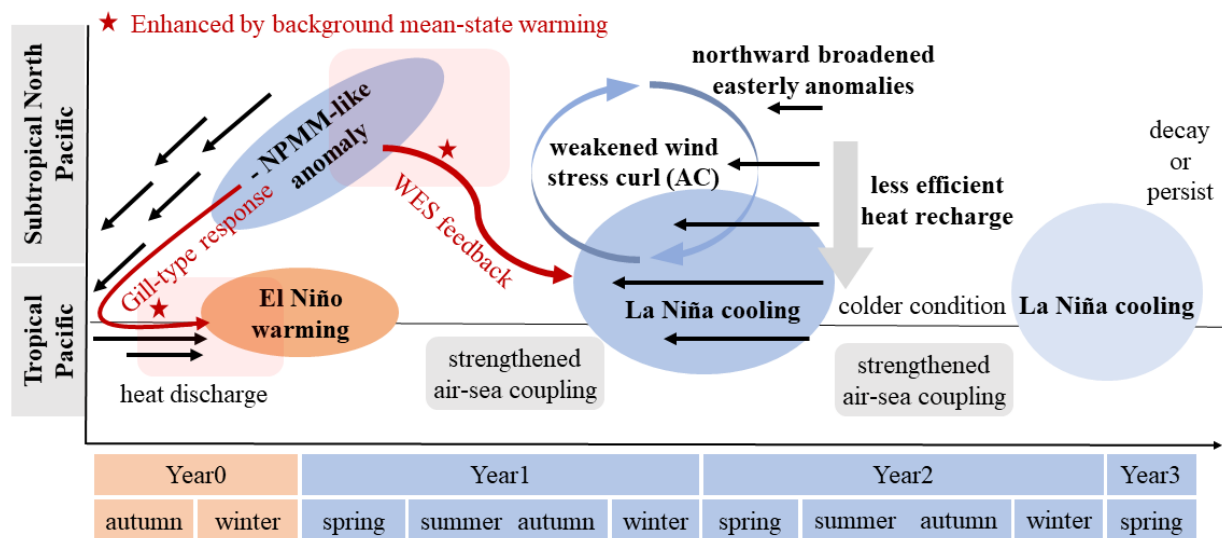 ★ Enhanced by background mean-state warming
Subtropical North
Pacific
Tropical
Pacific
- NPMM-like
anomaly
Gill-type response
WES feedback
El Niño
warming
heat discharge
strengthened
air-sea coupling
weakened wind
stress curl (AC)
northward broadened
easterly anomalies
less efficient
heat recharge
La Niña cooling
colder condition
strengthened
air-sea coupling
decay
or
persist
La Niña cooling
Year0 Year1 Year2 Year3
autumn winter spring summer autumn winter spring summer autumn winter spring